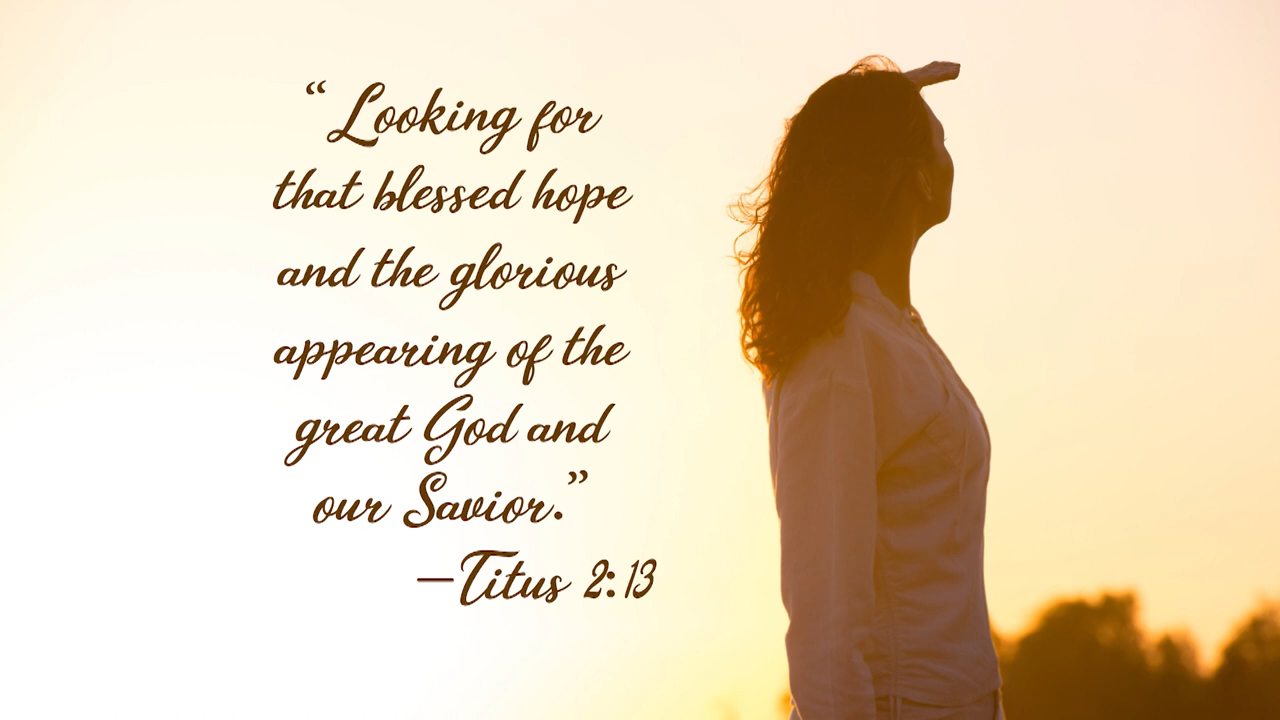 “Looking for
that blessed hope
and the glorious
appearing of the
great God and
our Savior.”
–Titus 2:13